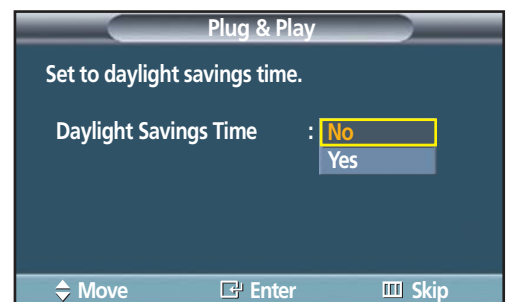 Plug & Play
Set to daylight savings time.
Daylight Savings Time : No
Yes
Move Enter Skip